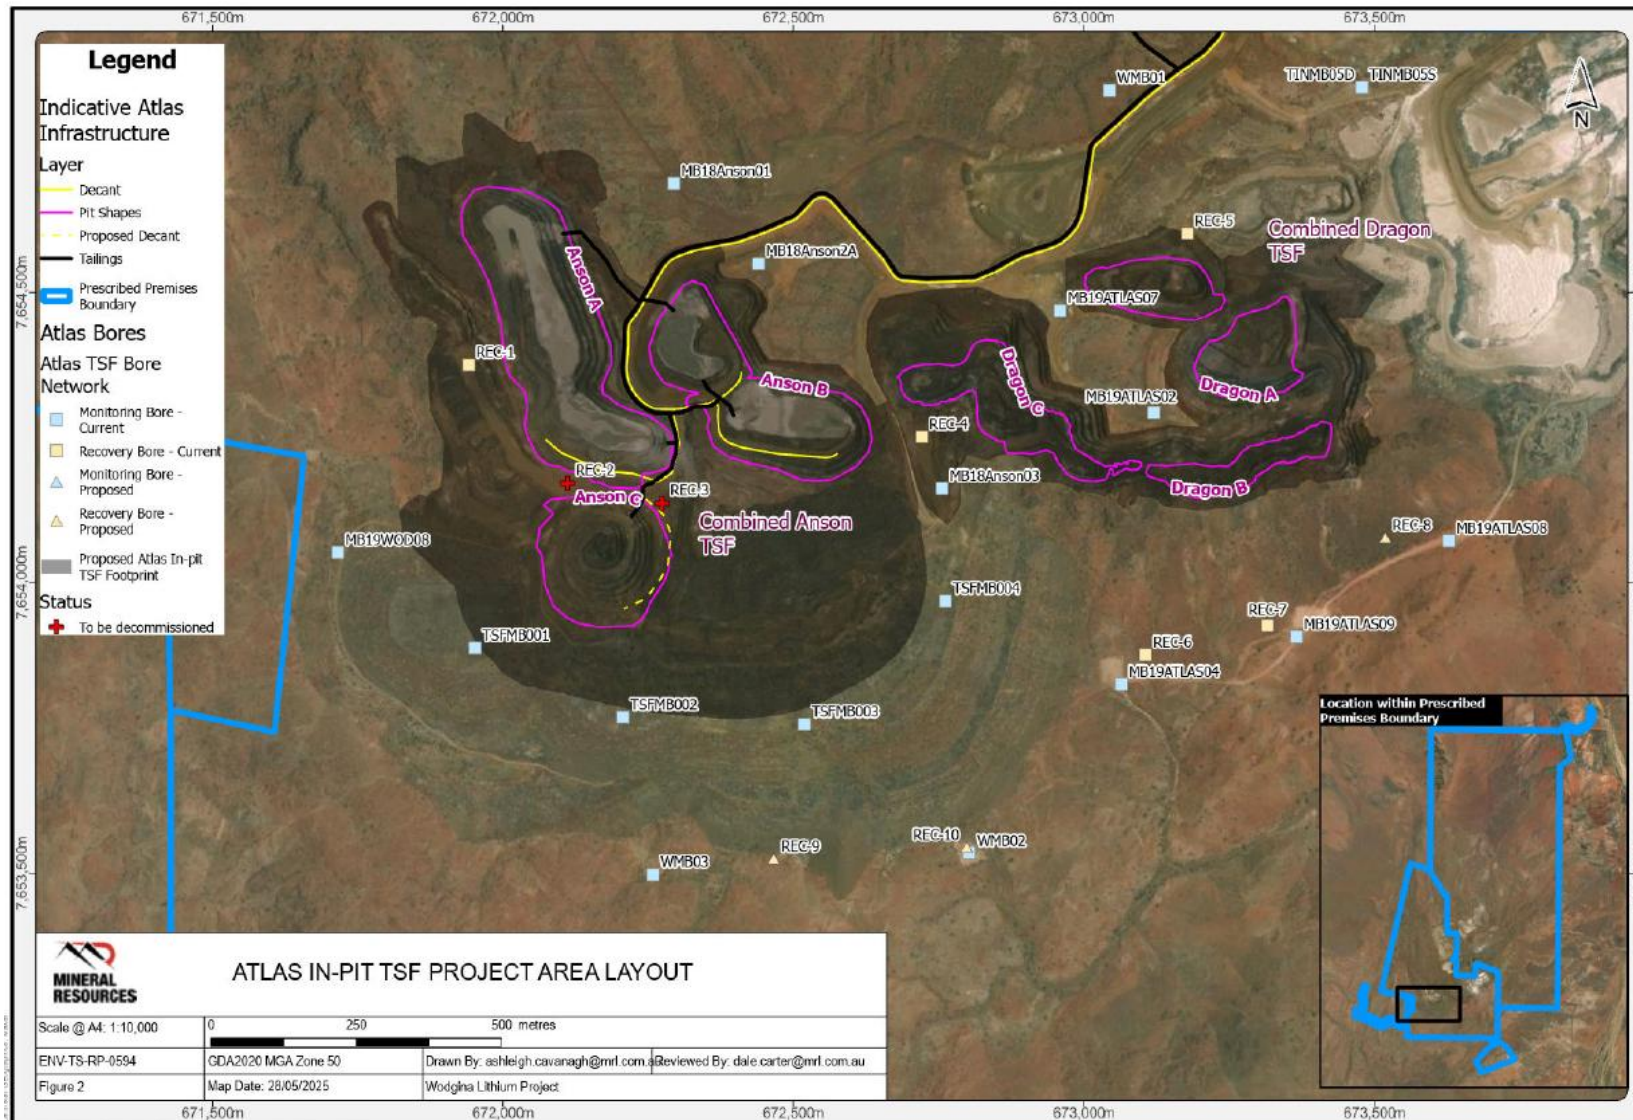 671,500m
672,000m
672,500m
673,000m
673,500m
Legend
Indicative Atlas
Infrastructure
Layer
Decant
Pit Shapes
Proposed Decant
Tailings
Prescribed Premises
Boundary
Atlas Bores
Atlas TSF Bore
Network
Monitoring Bore -
Current
Recovery Bore - Current
Monitoring Bore -
Proposed
Recovery Bore -
Proposed
Proposed Atlas In-pit
TSF Footprint
Status
To be decommissioned
WMB01
TINMB05D
TINMB05S
N
MB18Anson01
REC-5
Combined Dragon
TSF
MB18Anson2A
Anson A
7,654,500m
MB19ATLAS07
REC-1
Anson B
Dragon C
Dragon A
MB19ATLAS02
REC-4
REC-2
MB18Anson03
Dragon B
Anson C
REC-3
Combined Anson
TSF
REC-8
MB19ATLAS08
MB19WOD08
7,654,000m
TSFMB004
REC-7
MB19ATLAS09
TSFMB001
REC-6
MB19ATLAS04
TSFMB002
TSFMB003
Location within Prescribed
Premises Boundary
REC-10
WMB02
REC-9
WMB03
7,653,500m
MINERAL
RESOURCES
ATLAS IN-PIT TSF PROJECT AREA LAYOUT
Scale @ A4: 1:10,000
0 250 500 metres
ENV-TS-RP-0594
GDA2020 MGA Zone 50
Drawn By: ashleigh.cavanagh@mrl.com.a
Reviewed By: dale.carter@mrl.com.au
Figure 2
Map Date: 28/05/2025
Wodgina Lithium Project
671,500m
672,000m
672,500m
673,000m
673,500m